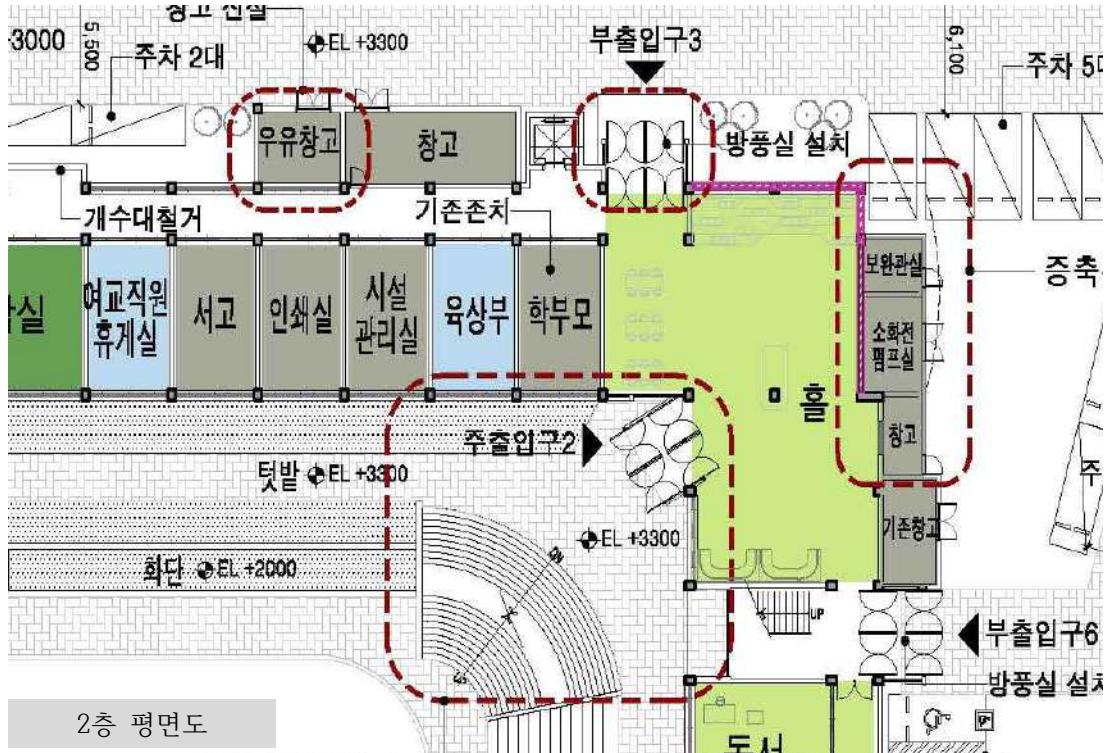 창고 전실
-3000
5,500
주차 2대
EL +3300
부출입구3
6,100
주차 5대
우유창고
창고
방풍실 설치
개수대철거
기존존치
여교직원
휴게실
서고
인쇄실
시설
관리실
육상부
학부모
보완관실
소화전
펌프실
증축
홀
창고
주출입구2
텃밭 EL +3300
EL +3300
기존창고
화단 EL +2000
DN
UP
부출입구6
방풍실 설치
2층 평면도
도서